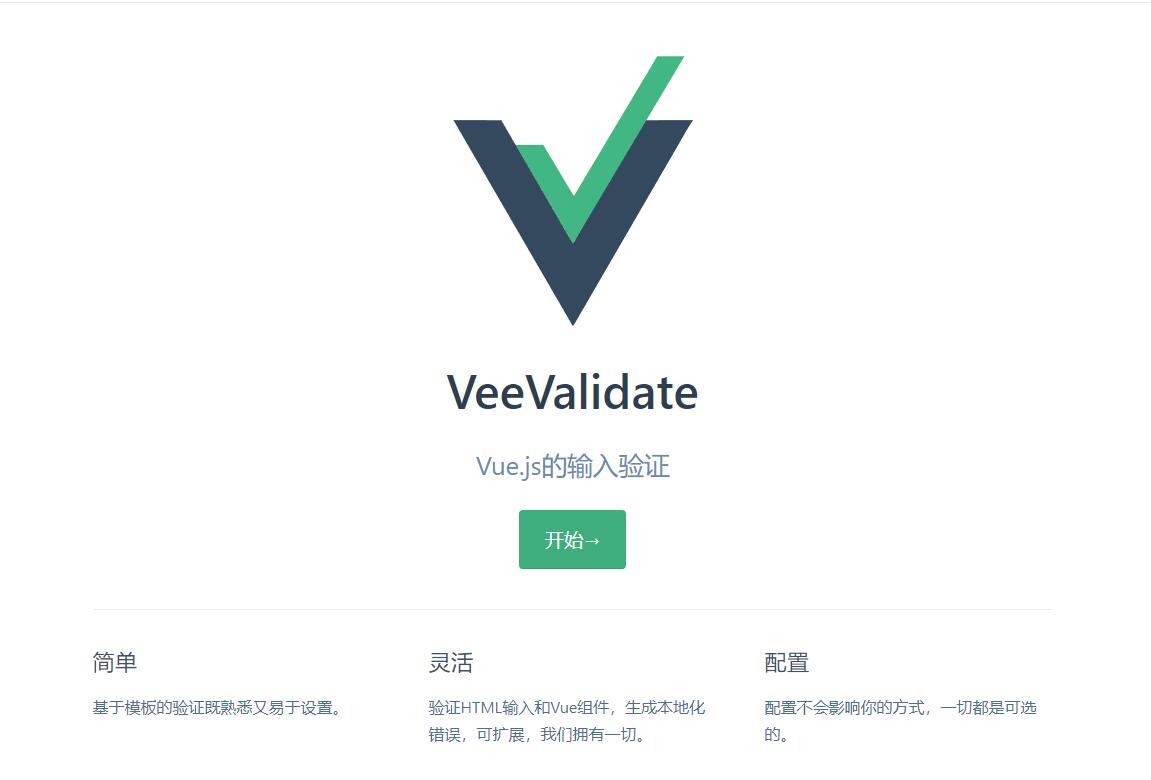 VeeValidate
Vue.js的输入验证
开始→
简单
基于模板的验证既熟悉又易于设置。
灵活
验证HTML输入和Vue组件，生成本地化
错误，可扩展，我们拥有一切。
配置
配置不会影响你的方式，一切都是可选
的。